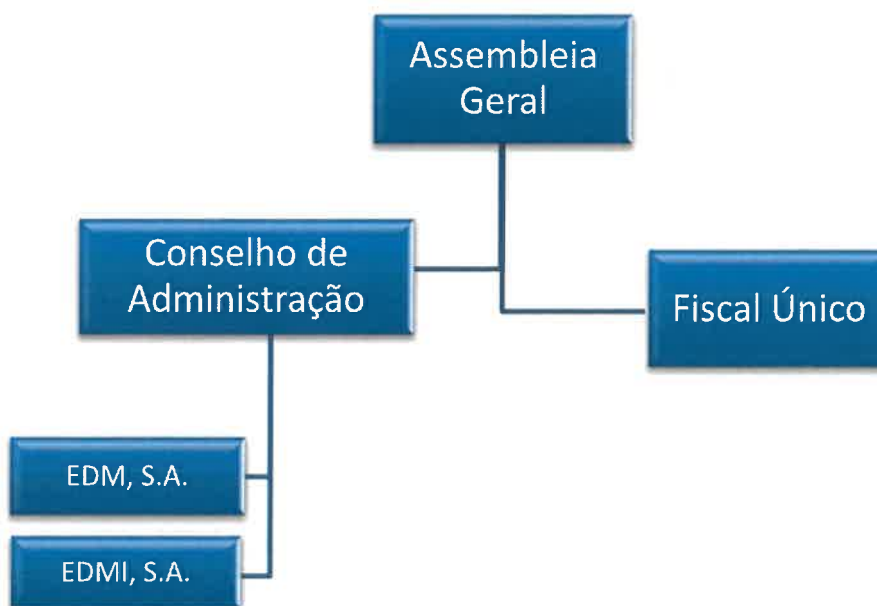 Assembleia
Geral
Conselho de
Administração
Fiscal Único
EDM, S.A.
EDMI, S.A.